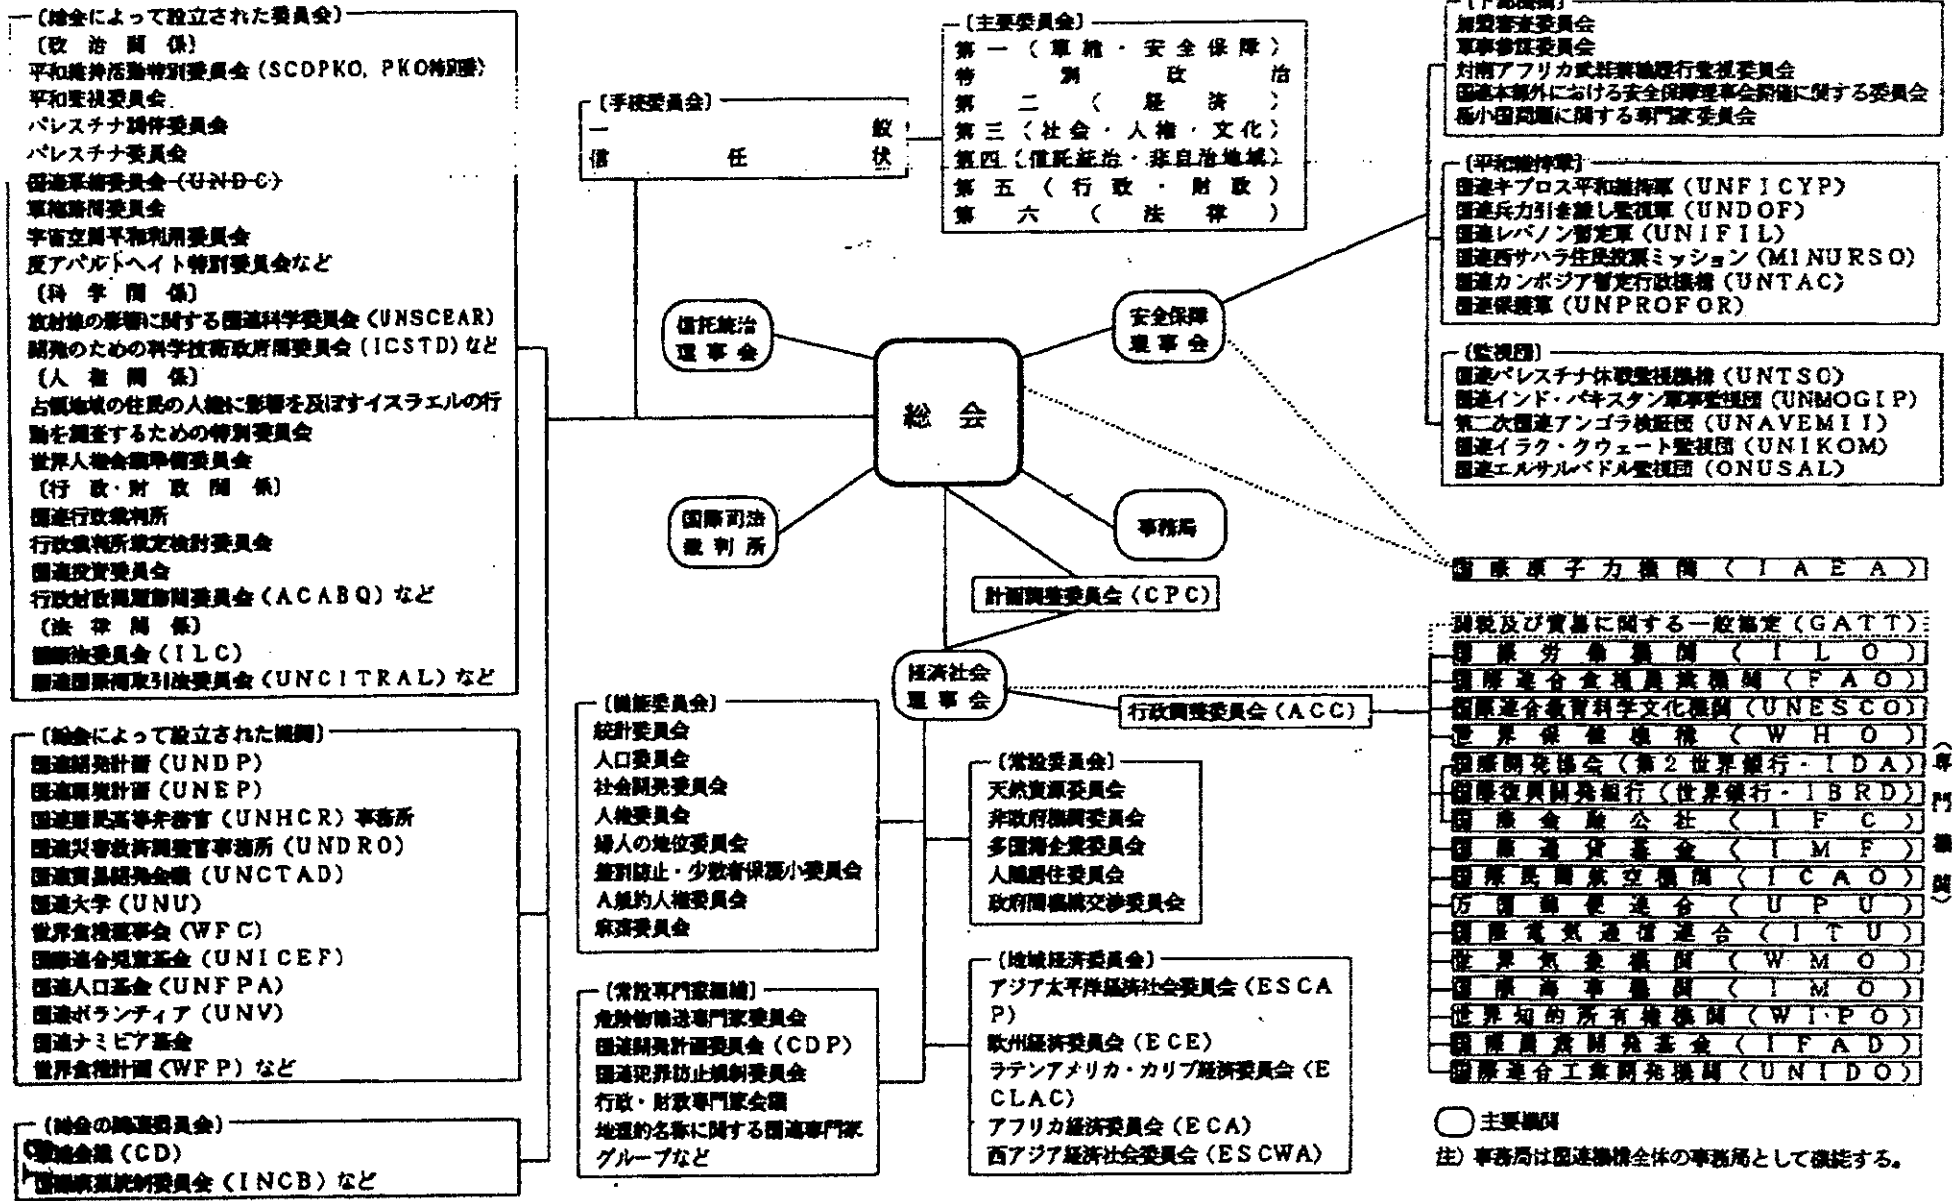 (総会によって設立された委員会)
〔政治関係〕
平和維持活動特別委員会(SCDPKO, PKO特別委)
平和監視委員会
パレスチナ調停委員会
パレスチナ委員会
国連軍縮委員会(UNDC)
軍縮諮問委員会
宇宙空間平和利用委員会
反アパルトヘイト特別委員会など
〔科学関係〕
放射線の影響に関する国連科学委員会(UNSCEAR)
開発のための科学技術政府間委員会(ICSTD)など
〔人権関係〕
占領地域の住民の人権に影響を及ぼすイスラエルの行
動を調査するための特別委員会
世界人権会議準備委員会
〔行政・財政関係〕
国連行政裁判所
行政裁判所裁定検討委員会
国連投資委員会
行政財政問題諮問委員会(ACABQ)など
〔法律関係〕
国際法委員会(ILC)
国連国際商取引法委員会(UNCITRAL)など
〔総会によって設立された機関〕
国連開発計画(UNDP)
国連環境計画(UNEP)
国連難民高等弁務官(UNHCR)事務所
国連災害救済調整官事務所(UNDRO)
国連貿易開発会議(UNCTAD)
国連大学(UNU)
世界食糧理事会(WFC)
国際連合児童基金(UNICEF)
国連人口基金(UNFPA)
国連ボランティア(UNV)
国連ナミビア基金
世界食糧計画(WFP)など
〔総会の関連委員会〕
軍縮会議(CD)
国際麻薬統制委員会(INCB)など
〔手続委員会〕
一般
信任状
〔主要委員会〕
第一(軍縮・安全保障)
特別政治
第二(経済)
第三(社会・人権・文化)
第四(信託統治・非自治地域)
第五(行政・財政)
第六(法律)
信託統治
理事会
安全保障
理事会
総会
国際司法
裁判所
事務局
計画調整委員会(CPC)
経済社会
理事会
行政調整委員会(ACC)
〔機能委員会〕
統計委員会
人口委員会
社会開発委員会
人権委員会
婦人の地位委員会
差別防止・少数者保護小委員会
A規約人権委員会
麻薬委員会
〔常設専門家組織〕
危険物輸送専門家委員会
国連開発計画委員会(CDP)
国連犯罪防止規制委員会
行政・財政専門家会議
地理的名称に関する国連専門家
グループなど
〔常設委員会〕
天然資源委員会
非政府機関委員会
多国籍企業委員会
人間居住委員会
政府間機構交渉委員会
〔地域経済委員会〕
アジア太平洋経済社会委員会(ESCA
P)
欧州経済委員会(ECE)
ラテンアメリカ・カリブ経済委員会(E
CLAC)
アフリカ経済委員会(ECA)
西アジア経済社会委員会(ESCWA)
〔下部機構〕
加盟審査委員会
軍事参謀委員会
対南アフリカ武器禁輸履行監視委員会
国連本部外における安全保障理事会開催に関する委員会
極小国問題に関する専門家委員会
〔平和維持軍〕
国連キプロス平和維持軍(UNFICYP)
国連兵力引き離し監視軍(UNDOF)
国連レバノン暫定軍(UNIFIL)
国連西サハラ住民投票ミッション(MINURSO)
国連カンボジア暫定行政機構(UNTAC)
国連保護軍(UNPROFOR)
〔監視団〕
国連パレスチナ休戦監視機構(UNTSO)
国連インド・パキスタン軍事監視団(UNMOGIP)
第二次国連アンゴラ検証団(UNAVEMII)
国連イラク・クウェート監視団(UNIKOM)
国連エルサルバドル監視団(ONUSAL)
国際原子力機関(IAEA)
関税及び貿易に関する一般協定(GATT)
国際労働機関(ILO)
国際連合食糧農業機関(FAO)
国際連合教育科学文化機関(UNESCO)
世界保健機構(WHO)
国際開発協会(第2世界銀行・IDA)
国際復興開発銀行(世界銀行・IBRD)
国際金融公社(IFC)
国際通貨基金(IMF)
国際民間航空機関(ICAO)
万国郵便連合(UPU)
国際電気通信連合(ITU)
世界気象機関(WMO)
国際海事機関(IMO)
世界知的所有権機関(WIPO)
国際農業開発基金(IFAD)
国際連合工業開発機関(UNIDO)
(専門機関)
主要機関
注)事務局は国連機構全体の事務局として機能する。